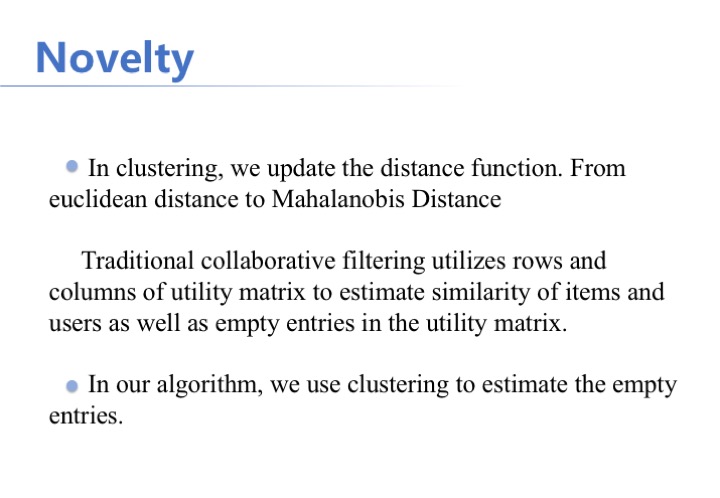 Novelty
In clustering, we update the distance function. From
euclidean distance to Mahalanobis Distance
Traditional collaborative filtering utilizes rows and
columns of utility matrix to estimate similarity of items and
users as well as empty entries in the utility matrix.
In our algorithm, we use clustering to estimate the empty
entries.